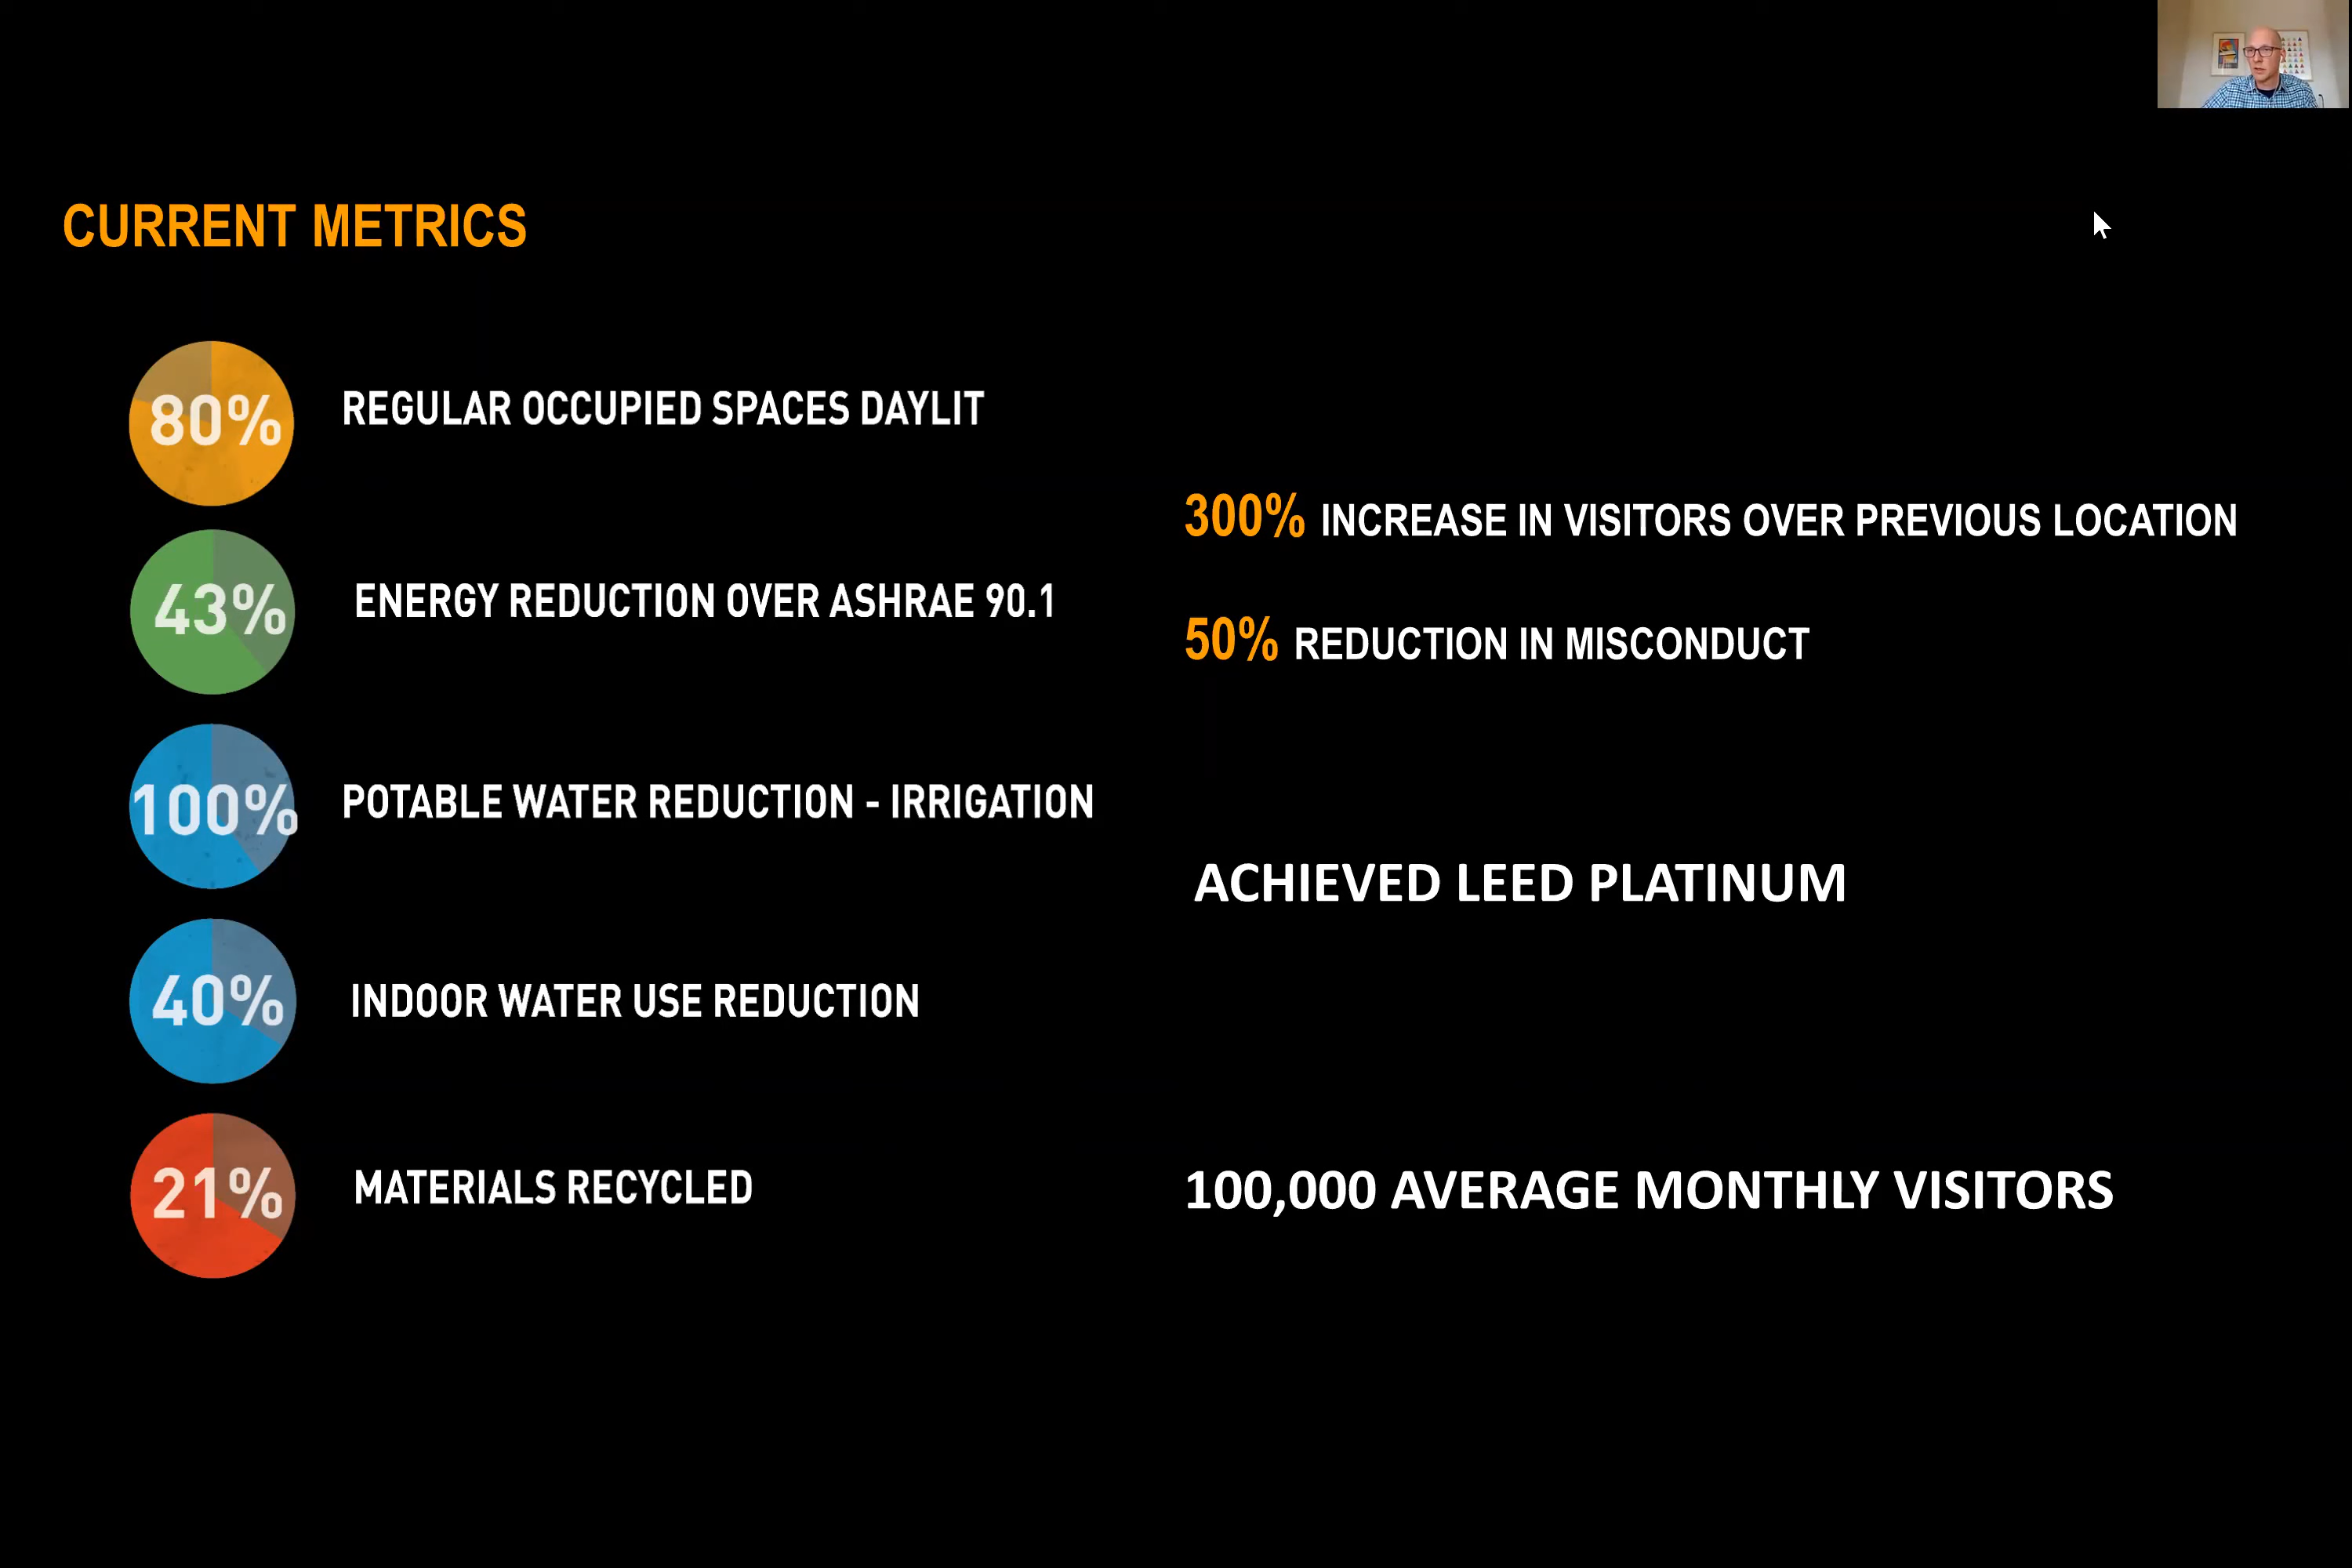 CURRENT METRICS
80%
REGULAR OCCUPIED SPACES DAYLIT
43%
ENERGY REDUCTION OVER ASHRAE 90.1
100%
POTABLE WATER REDUCTION - IRRIGATION
40%
INDOOR WATER USE REDUCTION
21%
MATERIALS RECYCLED
300% INCREASE IN VISITORS OVER PREVIOUS LOCATION
50% REDUCTION IN MISCONDUCT
ACHIEVED LEED PLATINUM
100,000 AVERAGE MONTHLY VISITORS